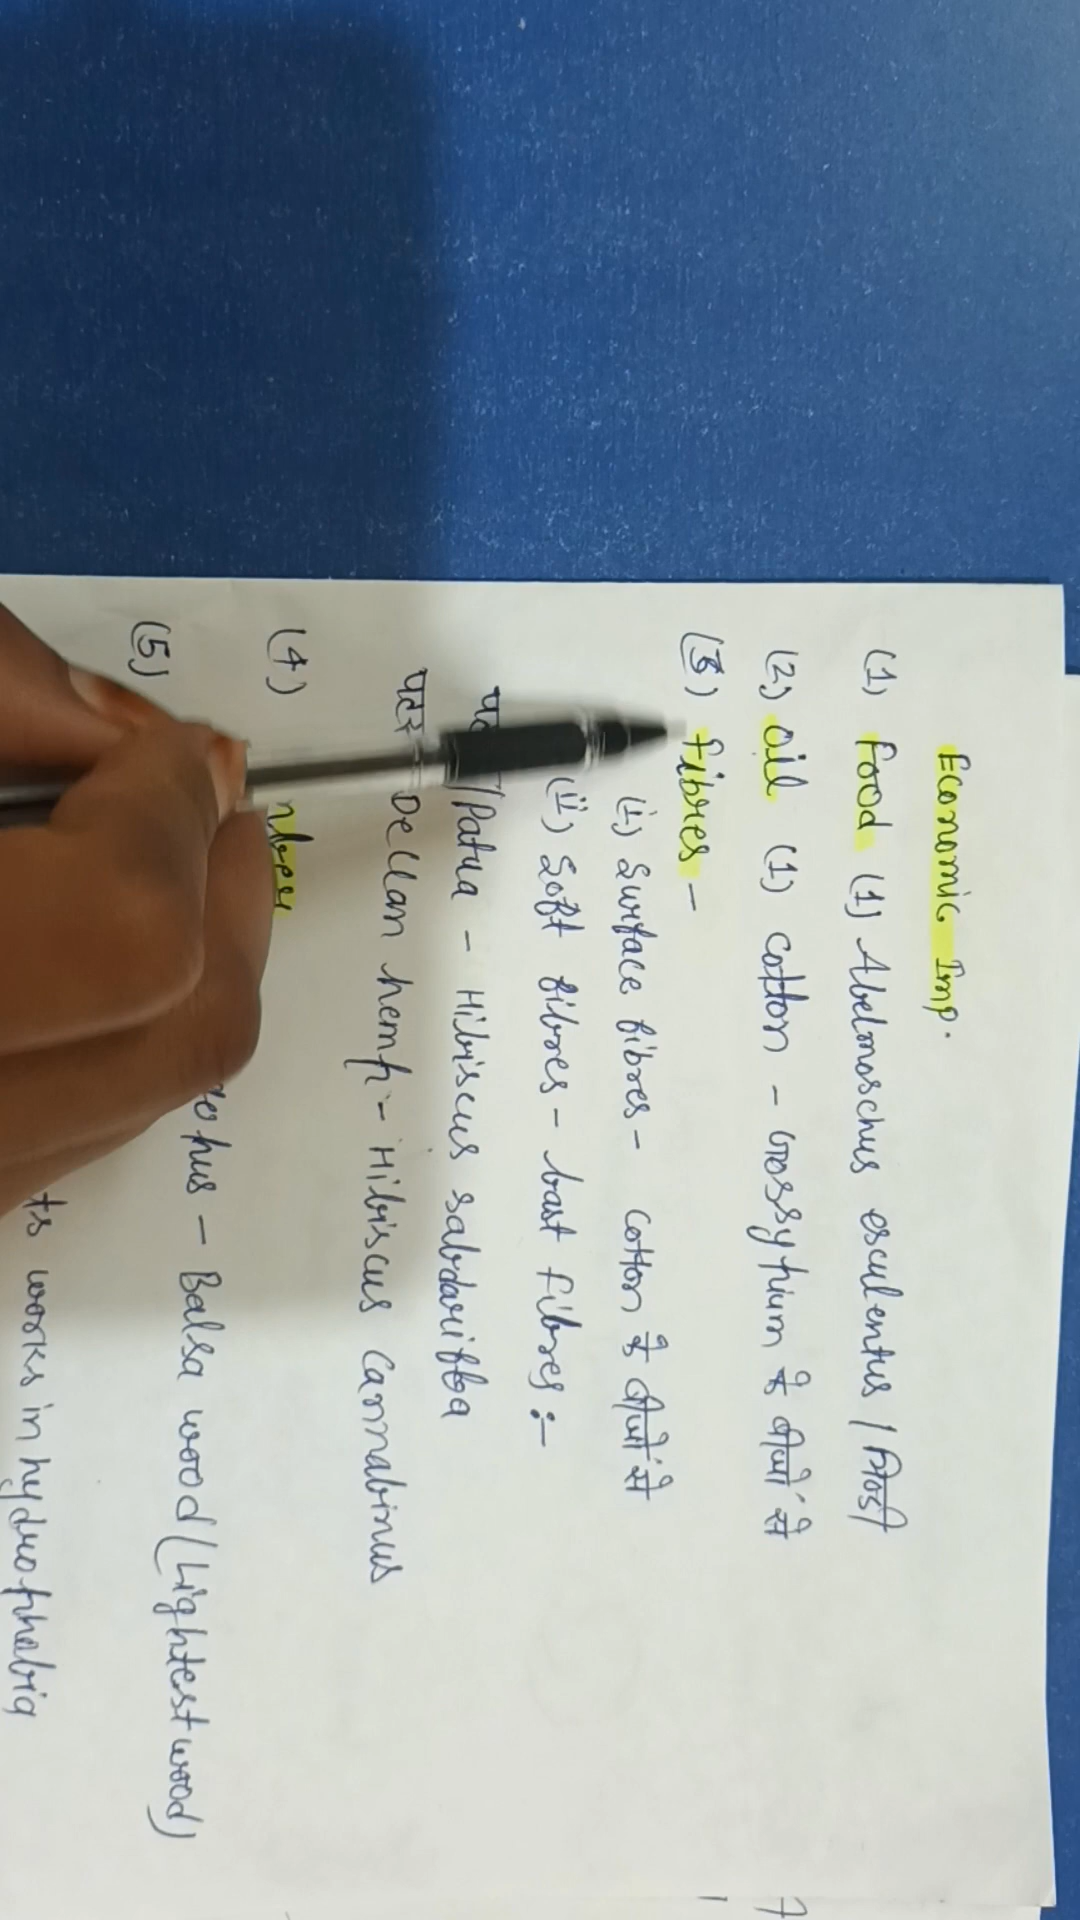 Economic Imp.
(1) Food (1) Abelmoschus esculentus / भिण्डी
(2) oil (1) cotton - Gossypium के बीजों से
(3) fibres -
(i) Surface fibres - cotton के बीजों से
(ii) Soft fibres - bast fibres :-
/Patua - Hibiscus sabdariffa
Deccan hemp - Hibiscus cannabinus
(4)
(5) - Balsa wood (Lightest wood)
works in hydrophobia